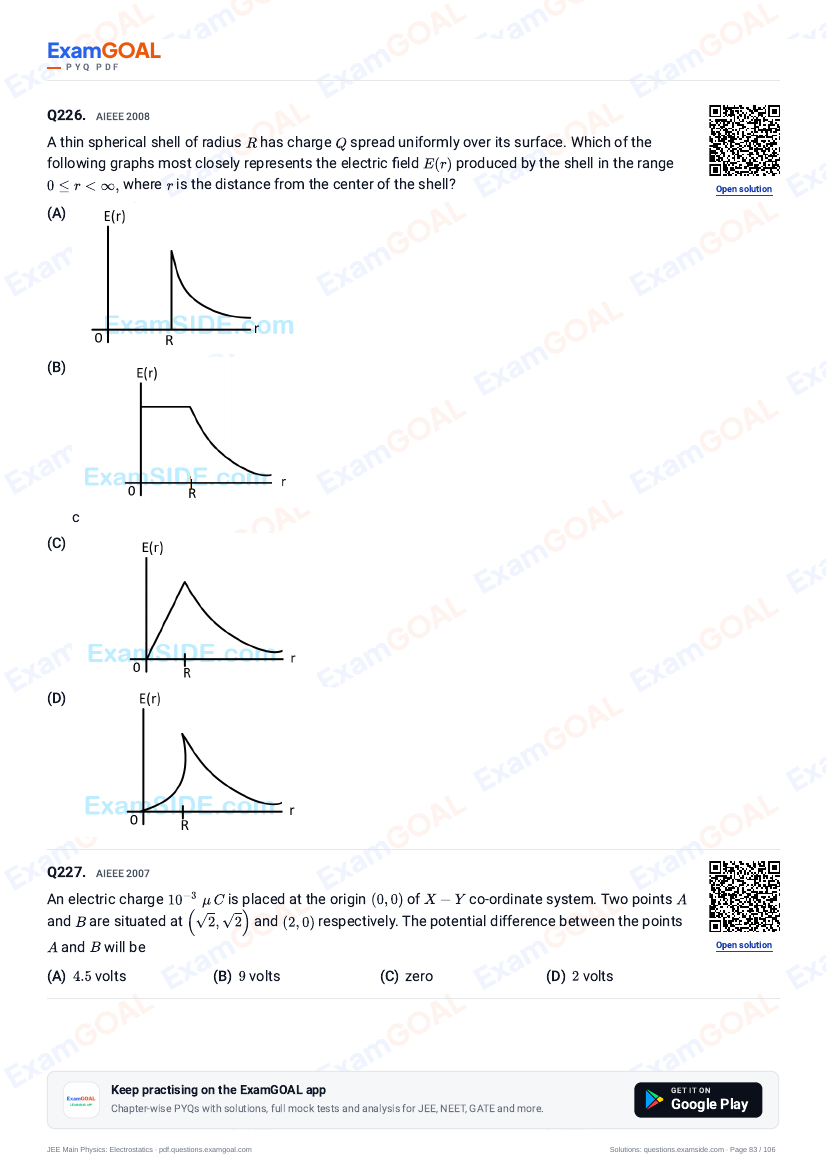 ExamGOAL
PYQ PDF
Q226. AIEEE 2008
A thin spherical shell of radius R has charge Q spread uniformly over its surface. Which of the
following graphs most closely represents the electric field E(r) produced by the shell in the range
0 ≤ r < ∞, where r is the distance from the center of the shell?
Open solution
(A)
E(r)
ExamSIDE.com
r
O
R
(B)
E(r)
ExamSIDE.com
r
O
R
c
(C)
E(r)
ExamSIDE.com
r
O
R
(D)
E(r)
ExamSIDE.com
r
O
R
Q227. AIEEE 2007
An electric charge 10⁻³ μ C is placed at the origin (0, 0) of X − Y co-ordinate system. Two points A
and B are situated at (√2, √2) and (2, 0) respectively. The potential difference between the points
A and B will be
Open solution
(A) 4.5 volts (B) 9 volts (C) zero (D) 2 volts
ExamGOAL
Keep practising on the ExamGOAL app
Chapter-wise PYQs with solutions, full mock tests and analysis for JEE, NEET, GATE and more.
GET IT ON
Google Play
JEE Main Physics: Electrostatics · pdf.questions.examgoal.com
Solutions: questions.examside.com · Page 83 / 106